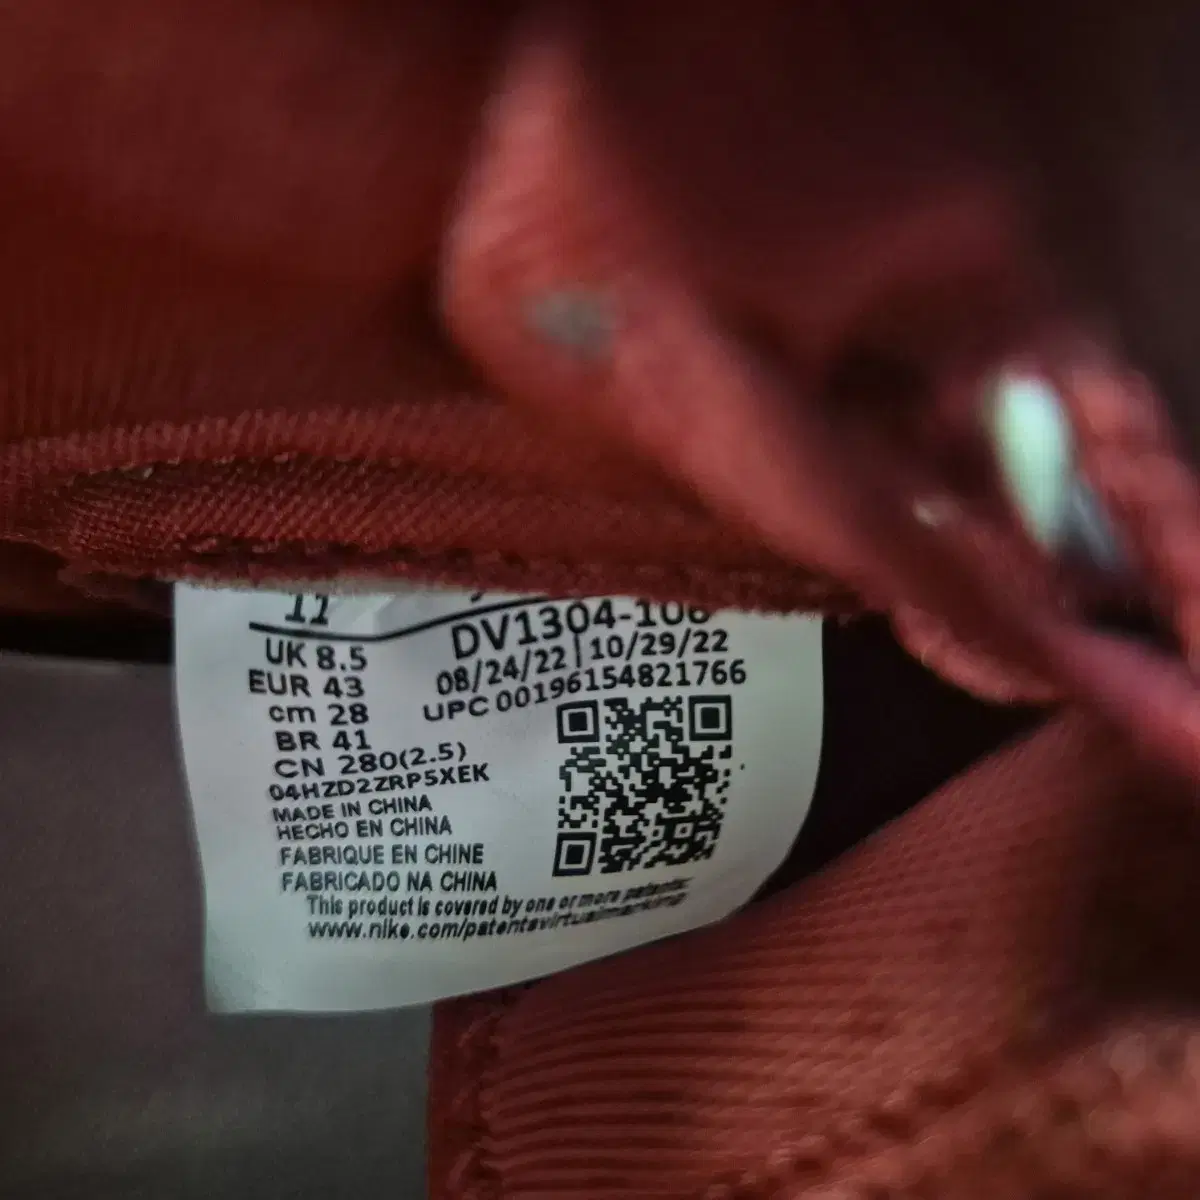 11
UK 8.5
EUR 43
cm 28
BR 41
CN 280(2.5)
04HZD2ZRP5XEK
DV1304-106
08/24/22|10/29/22
UPC 00196154821766
MADE IN CHINA
HECHO EN CHINA
FABRIQUE EN CHINE
FABRICADO NA CHINA
This product is covered by one or more patents:
www.nike.com/patentsvirtualmarking